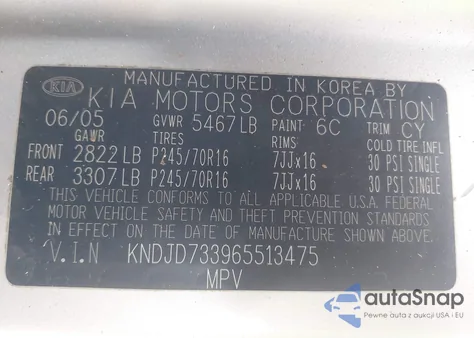 MANUFACTURED IN KOREA BY
KIA KIA MOTORS CORPORATION
06/05 GVWR 5467LB PAINT 6C TRIM CY
GAWR TIRES RIMS COLD TIRE INFL
FRONT 2822LB P245/70R16 7JJx16 30 PSI SINGLE
REAR 3307LB P245/70R16 7JJx16 30 PSI SINGLE
THIS VEHICLE CONFORMS TO ALL APPLICABLE U.S.A. FEDERAL
MOTOR VEHICLE SAFETY AND THEFT PREVENTION STANDARDS
IN EFFECT ON THE DATE OF MANUFACTURE SHOWN ABOVE.
V.I.N KNDJD733965513475
MPV
autoSnap
Pewne auta z aukcji USA i EU